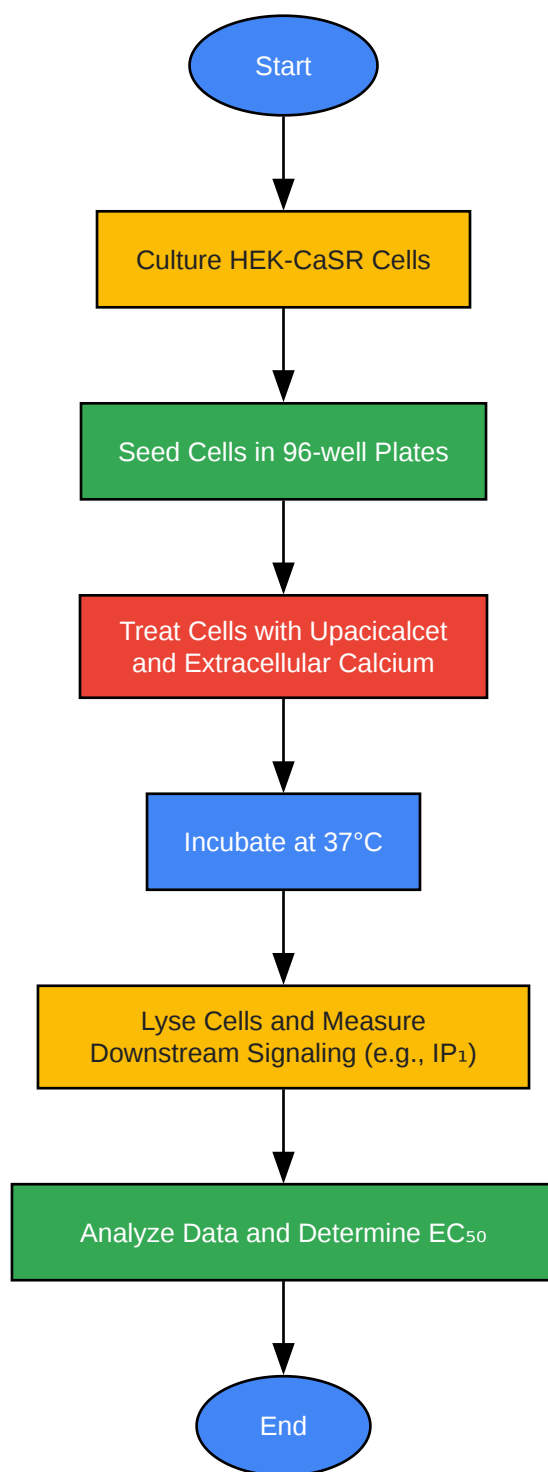 Start
Culture HEK-CaSR Cells
Seed Cells in 96-well Plates
Treat Cells with Upacicalcet
and Extracellular Calcium
Incubate at 37°C
Lyse Cells and Measure
Downstream Signaling (e.g., IP₁)
Analyze Data and Determine EC₅₀
End